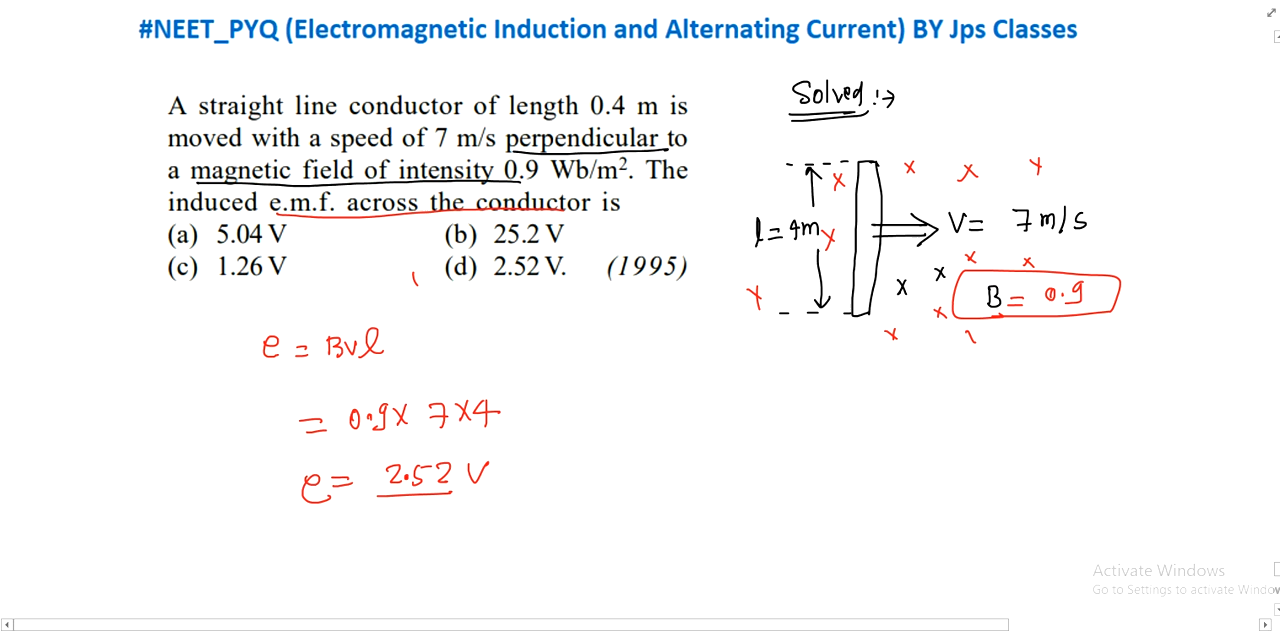 #NEET_PYQ (Electromagnetic Induction and Alternating Current) BY Jps Classes
A straight line conductor of length 0.4 m is
moved with a speed of 7 m/s perpendicular to
a magnetic field of intensity 0.9 Wb/m². The
induced e.m.f. across the conductor is
(a) 5.04 V (b) 25.2 V
(c) 1.26 V (d) 2.52 V. (1995)
e = Bvl
= 0.9 x 7 x 4
e = 2.52 V
Solved :→
x x x x
l = 4m x V = 7 m/s
x x
x x x
x B = 0.9
x
Activate Windows
Go to Settings to activate Window